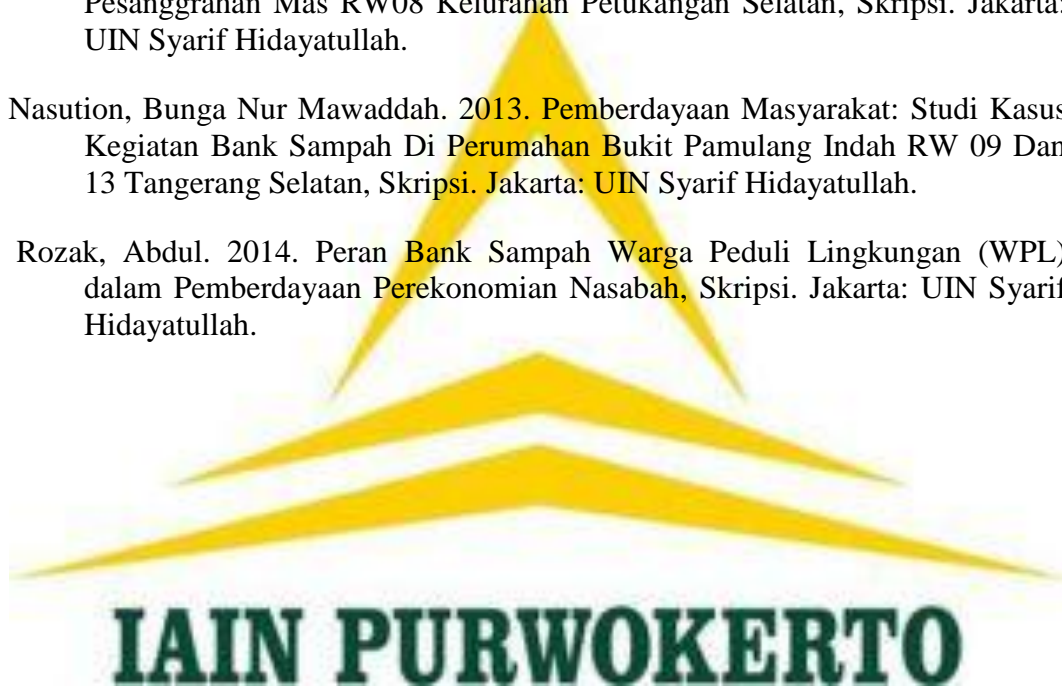 Pesanggrahan Mas RW08 Kelurahan Petukangan Selatan, Skripsi. Jakarta:
UIN Syarif Hidayatullah.
Nasution, Bunga Nur Mawaddah. 2013. Pemberdayaan Masyarakat: Studi Kasus
Kegiatan Bank Sampah Di Perumahan Bukit Pamulang Indah RW 09 Dan
13 Tangerang Selatan, Skripsi. Jakarta: UIN Syarif Hidayatullah.
Rozak, Abdul. 2014. Peran Bank Sampah Warga Peduli Lingkungan (WPL)
dalam Pemberdayaan Perekonomian Nasabah, Skripsi. Jakarta: UIN Syarif
Hidayatullah.
IAIN PURWOKERTO